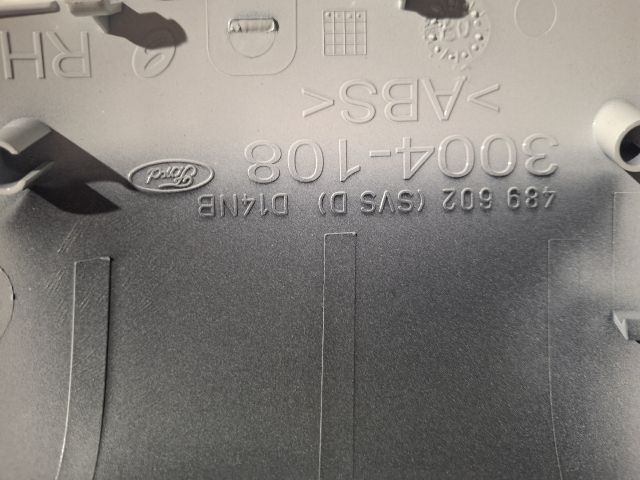 489 602 (SVS D) D14NB
3004-108 Ford
>ABS<
RH